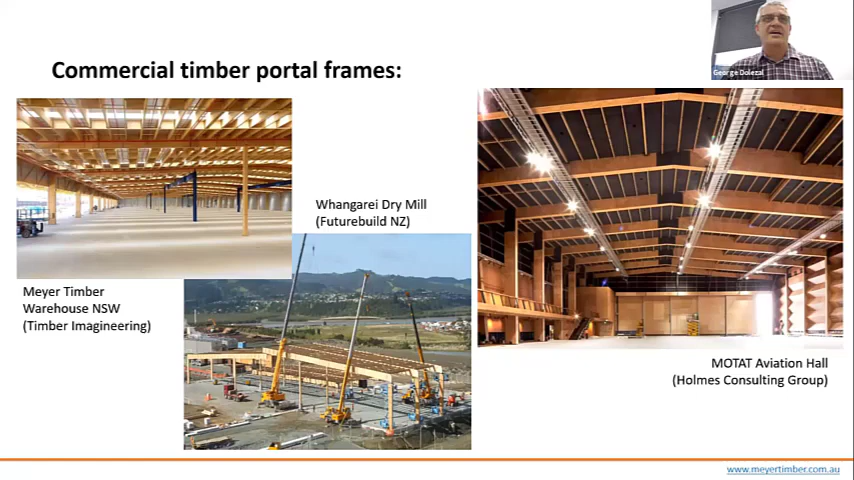 George Dolezal
Commercial timber portal frames:
Whangarei Dry Mill
(Futurebuild NZ)
Meyer Timber
Warehouse NSW
(Timber Imagineering)
MOTAT Aviation Hall
(Holmes Consulting Group)
www.meyertimber.com.au